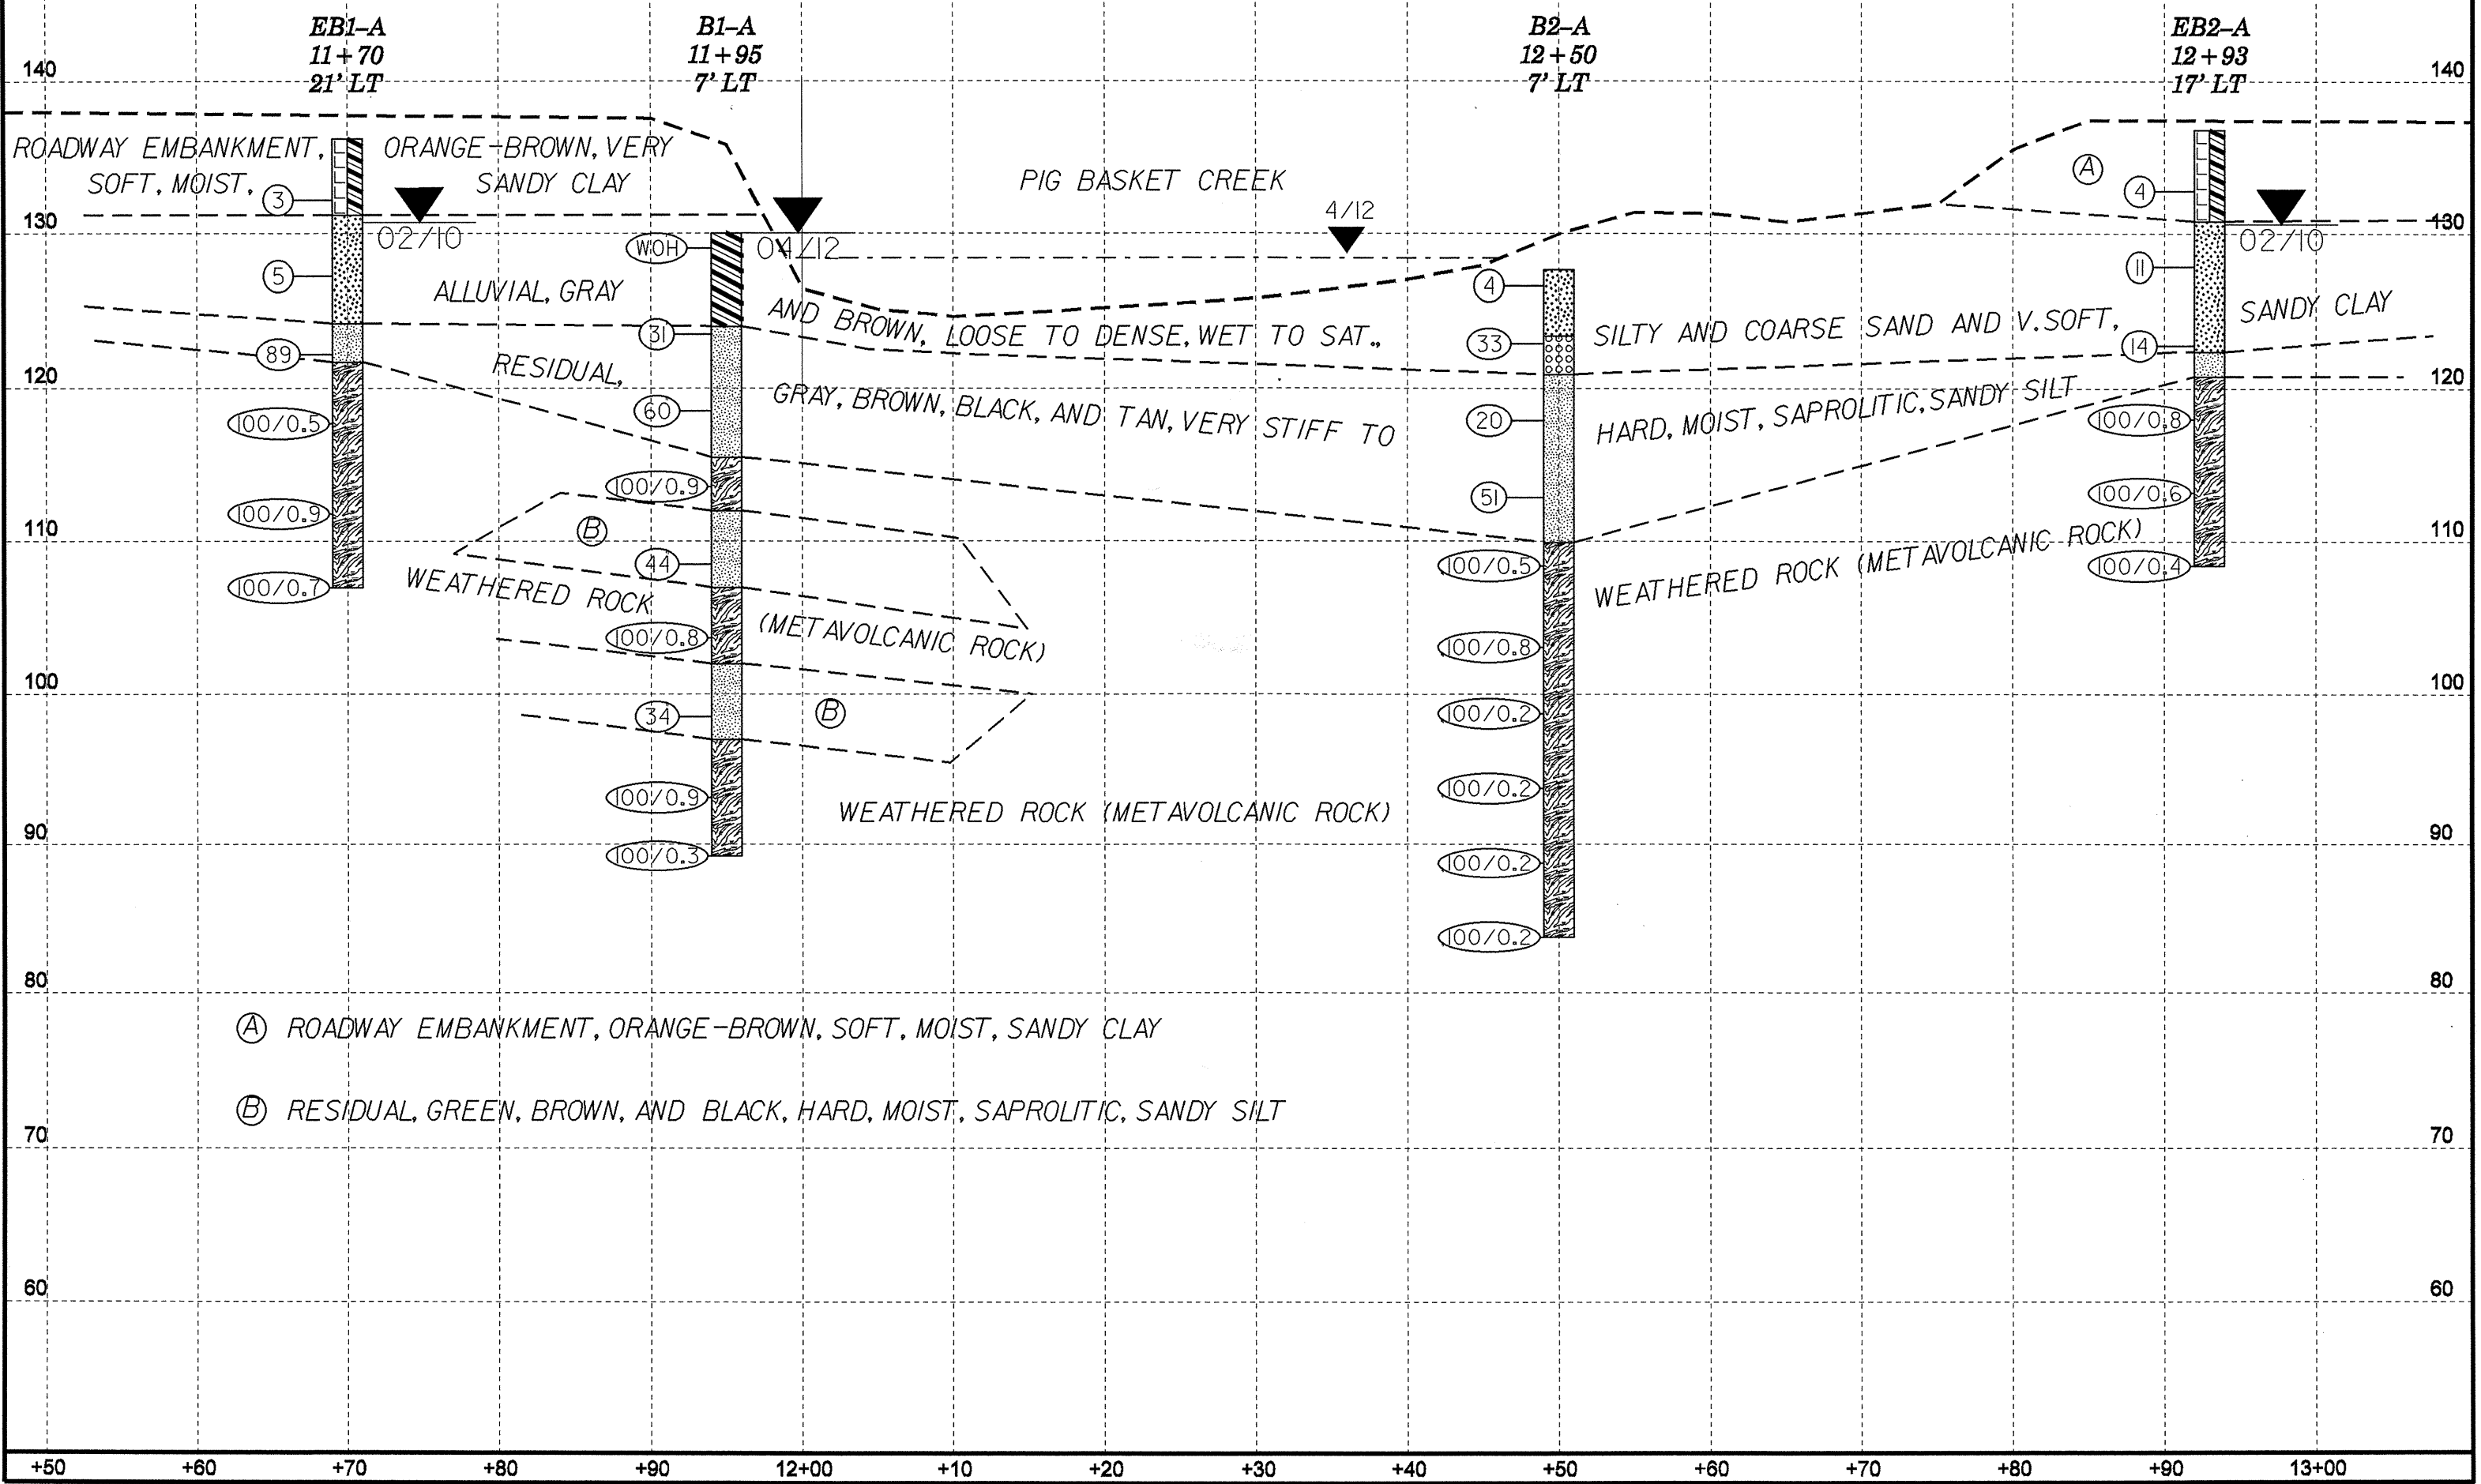 EB1-A
11+70
21' LT
B1-A
11+95
7' LT
B2-A
12+50
7' LT
EB2-A
12+93
17' LT
140
140
ROADWAY EMBANKMENT, ORANGE-BROWN, VERY
SOFT, MOIST, SANDY CLAY
PIG BASKET CREEK
A
3
4
4/12
130
130
02/10
WOH
04/12
02/10
5
11
ALLUVIAL, GRAY
AND BROWN, LOOSE TO DENSE, WET TO SAT.,
SILTY AND COARSE SAND AND V.SOFT,
SANDY CLAY
4
31
33
14
89
RESIDUAL,
GRAY, BROWN, BLACK, AND TAN, VERY STIFF TO
HARD, MOIST, SAPROLITIC, SANDY SILT
120
120
100/0.5
60
20
100/0.8
100/0.9
51
100/0.6
100/0.9
110
110
B
44
100/0.5
100/0.4
100/0.7
WEATHERED ROCK
(METAVOLCANIC ROCK)
WEATHERED ROCK (METAVOLCANIC ROCK)
100/0.8
100/0.8
100
100
34
B
100/0.2
100/0.9
100/0.2
WEATHERED ROCK (METAVOLCANIC ROCK)
90
90
100/0.3
100/0.2
100/0.2
80
80
A ROADWAY EMBANKMENT, ORANGE-BROWN, SOFT, MOIST, SANDY CLAY
B RESIDUAL, GREEN, BROWN, AND BLACK, HARD, MOIST, SAPROLITIC, SANDY SILT
70
70
60
60
+50 +60 +70 +80 +90 12+00 +10 +20 +30 +40 +50 +60 +70 +80 +90 13+00